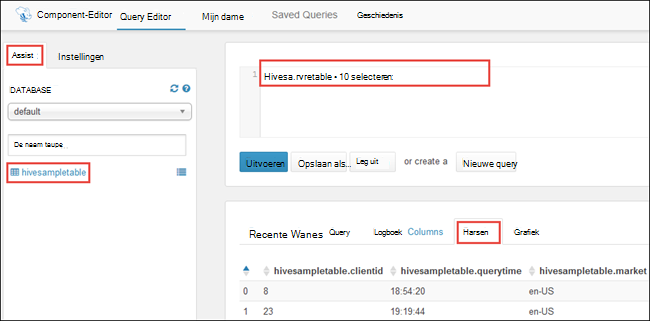 Component-Editor Query Editor Mijn dame Saved Queries Geschiedenis
Assist Instellingen
DATABASE
default
De neem taupe.
hivesampletable
1 Hivesa.rvretable • 10 selecteren:
Uitvoeren Opslaan als... Leg uit or create a Nieuwe query
Recente Wanes Query Logboek Columns Harsen Grafiek
hivesampletable.clientid hivesampletable.querytime hivesampletable.market
0 8 18:54:20 en-US
1 23 19:19:44 en-US